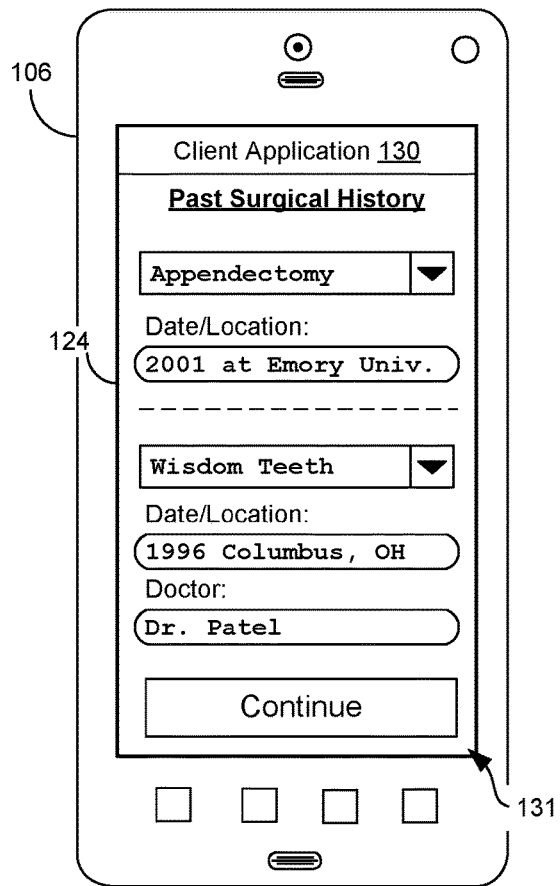 106
Client Application 130
Past Surgical History
Appendectomy
Date/Location:
124
2001 at Emory Univ.
Wisdom Teeth
Date/Location:
1996 Columbus, OH
Doctor:
Dr. Patel
Continue
131